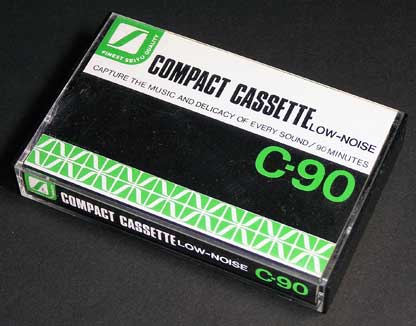 FINEST SEIYU QUALITY
COMPACT CASSETTE LOW-NOISE
CAPTURE THE MUSIC AND DELICACY OF EVERY SOUND/90 MINUTES
C-90
COMPACT CASSETTE LOW-NOISE C-90